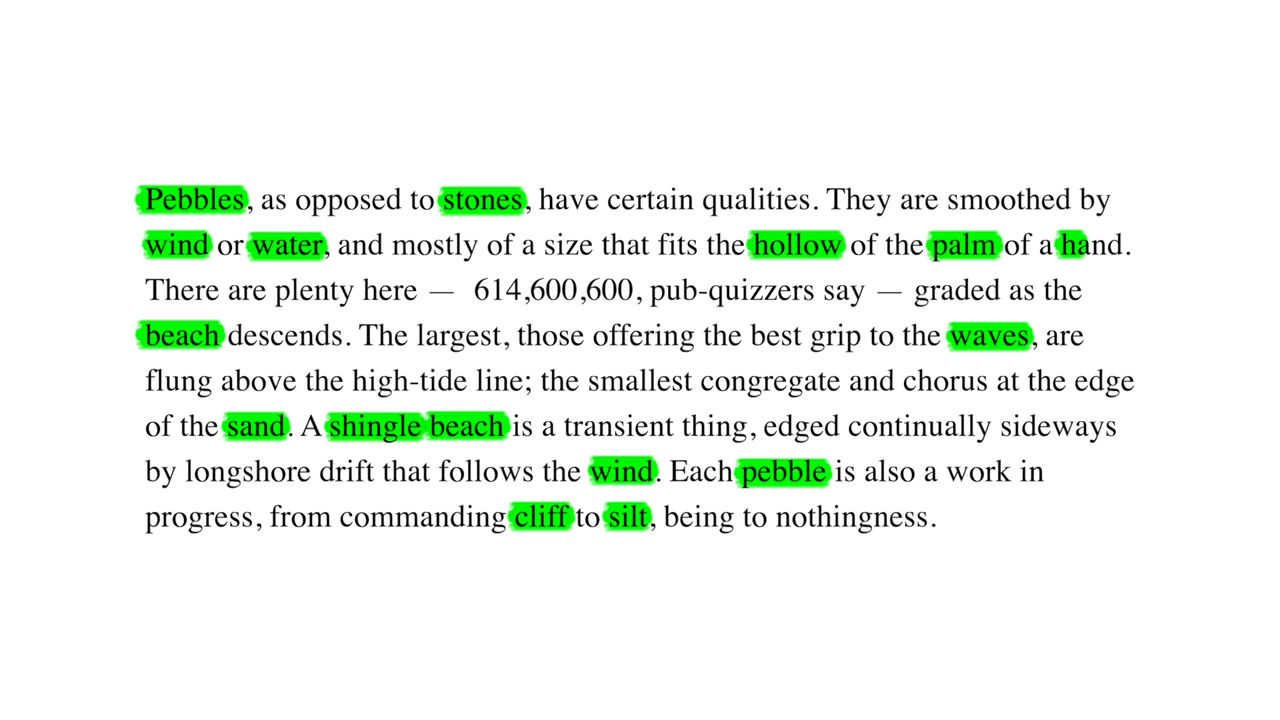 Pebbles, as opposed to stones, have certain qualities. They are smoothed by
wind or water, and mostly of a size that fits the hollow of the palm of a hand.
There are plenty here — 614,600,600, pub-quizzers say — graded as the
beach descends. The largest, those offering the best grip to the waves, are
flung above the high-tide line; the smallest congregate and chorus at the edge
of the sand. A shingle beach is a transient thing, edged continually sideways
by longshore drift that follows the wind. Each pebble is also a work in
progress, from commanding cliff to silt, being to nothingness.